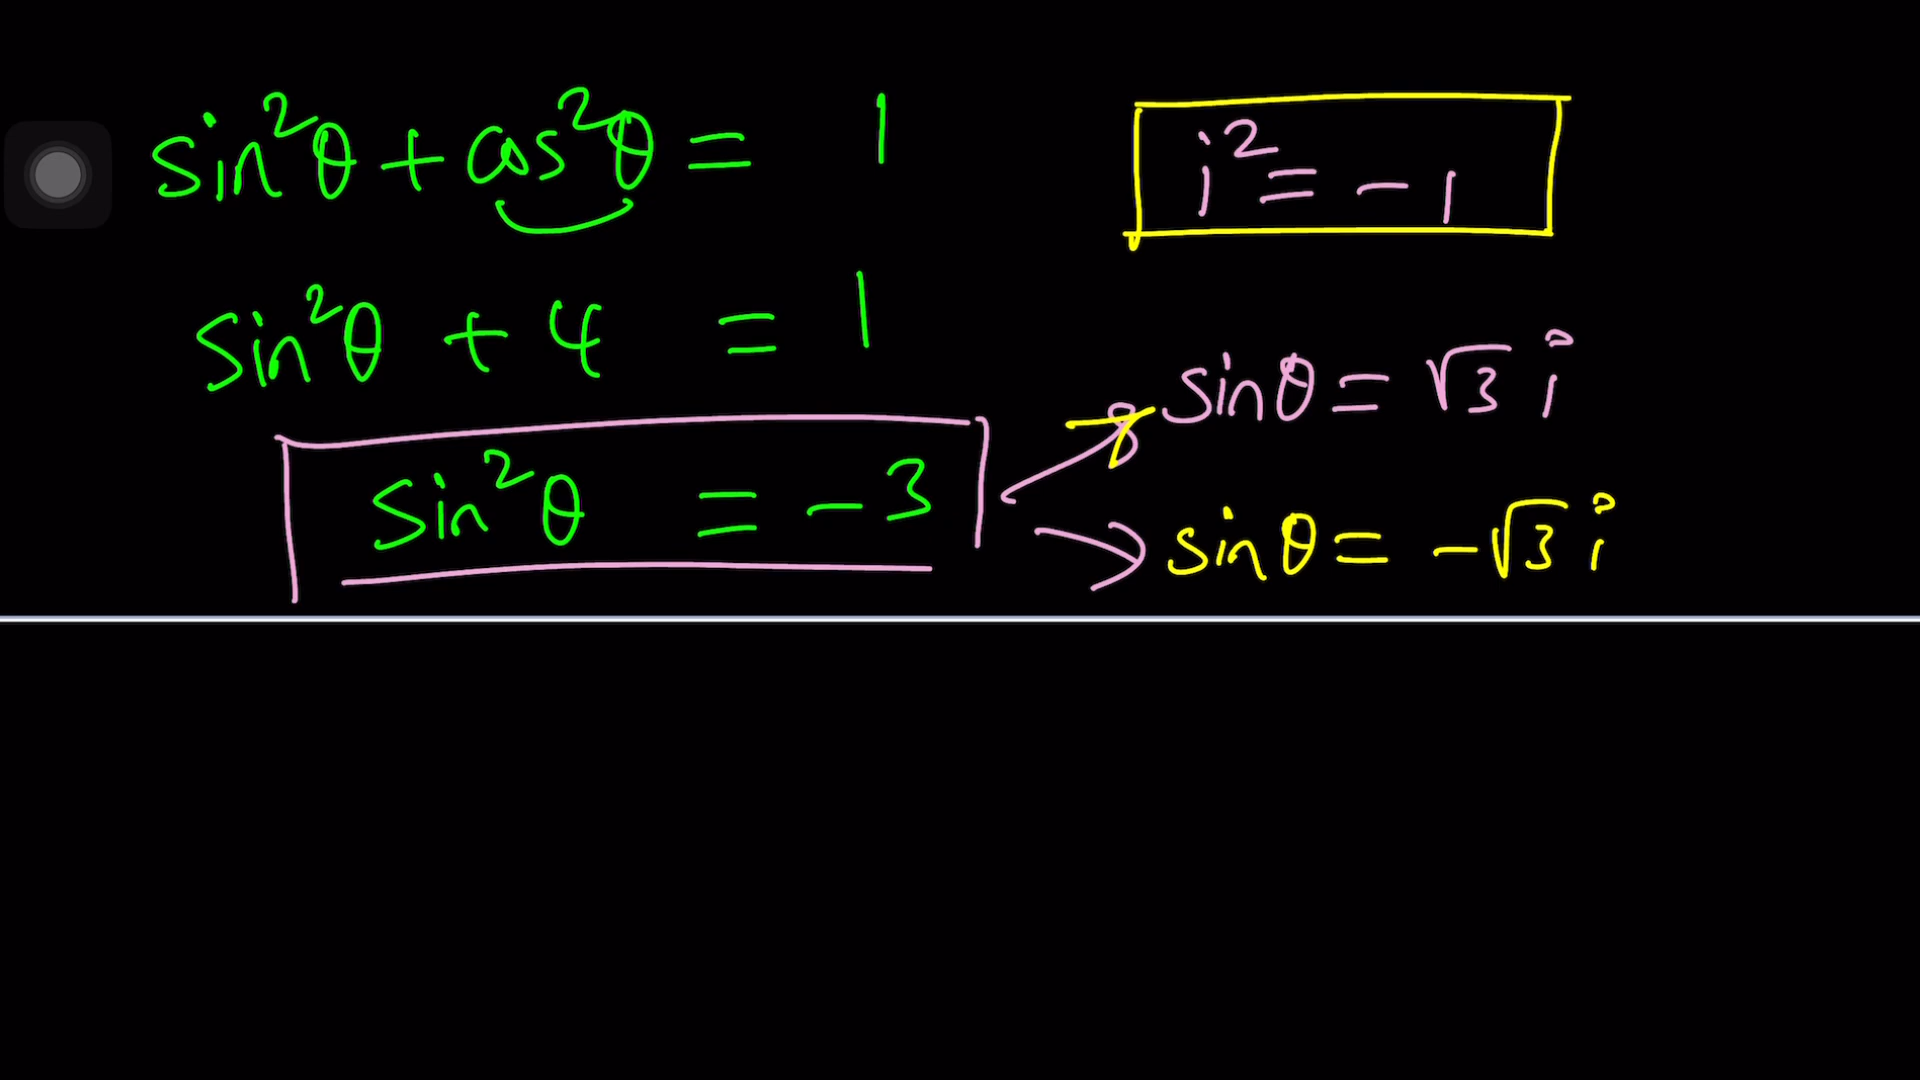 sin²θ + cos²θ = 1
i² = -1
sin²θ + 4 = 1
sinθ = √3 i
sin²θ = -3
sinθ = -√3 i